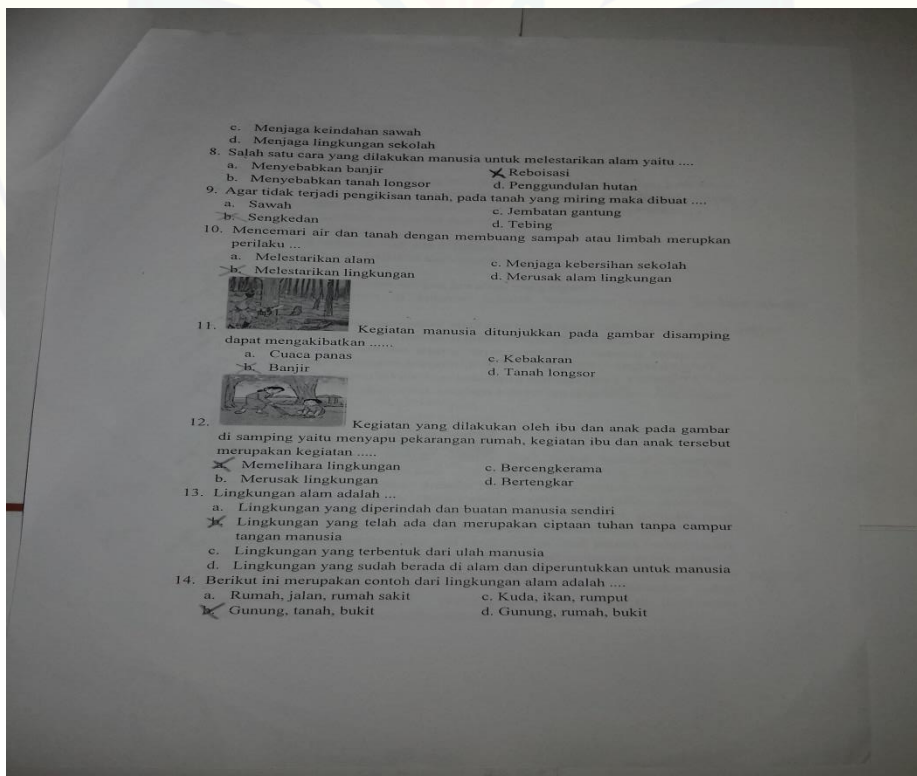 c. Menjaga keindahan sawah
d. Menjaga lingkungan sekolah
8. Salah satu cara yang dilakukan manusia untuk melestarikan alam yaitu ....
a. Menyebabkan banjir c. Reboisasi
b. Menyebabkan tanah longsor d. Penggundulan hutan
9. Agar tidak terjadi pengikisan tanah, pada tanah yang miring maka dibuat ....
a. Sawah c. Jembatan gantung
b. Sengkedan d. Tebing
10. Mencemari air dan tanah dengan membuang sampah atau limbah merupkan
perilaku ...
a. Melestarikan alam c. Menjaga kebersihan sekolah
b. Melestarikan lingkungan d. Merusak alam lingkungan
11. Kegiatan manusia ditunjukkan pada gambar disamping
dapat mengakibatkan ......
a. Cuaca panas c. Kebakaran
b. Banjir d. Tanah longsor
12. Kegiatan yang dilakukan oleh ibu dan anak pada gambar
di samping yaitu menyapu pekarangan rumah, kegiatan ibu dan anak tersebut
merupakan kegiatan .....
a. Memelihara lingkungan c. Bercengkerama
b. Merusak lingkungan d. Bertengkar
13. Lingkungan alam adalah ...
a. Lingkungan yang diperindah dan buatan manusia sendiri
b. Lingkungan yang telah ada dan merupakan ciptaan tuhan tanpa campur
tangan manusia
c. Lingkungan yang terbentuk dari ulah manusia
d. Lingkungan yang sudah berada di alam dan diperuntukkan untuk manusia
14. Berikut ini merupakan contoh dari lingkungan alam adalah ....
a. Rumah, jalan, rumah sakit c. Kuda, ikan, rumput
b. Gunung, tanah, bukit d. Gunung, rumah, bukit